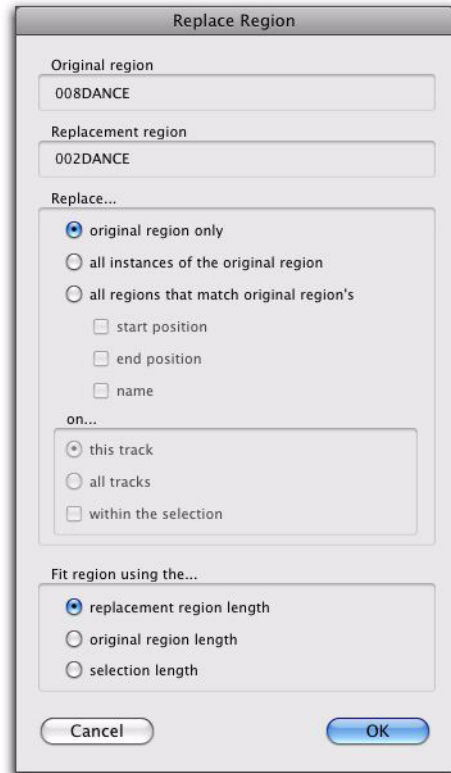 Replace Region
Original region
008DANCE
Replacement region
002DANCE
Replace...
original region only
all instances of the original region
all regions that match original region's
start position
end position
name
on...
this track
all tracks
within the selection
Fit region using the...
replacement region length
original region length
selection length
Cancel
OK